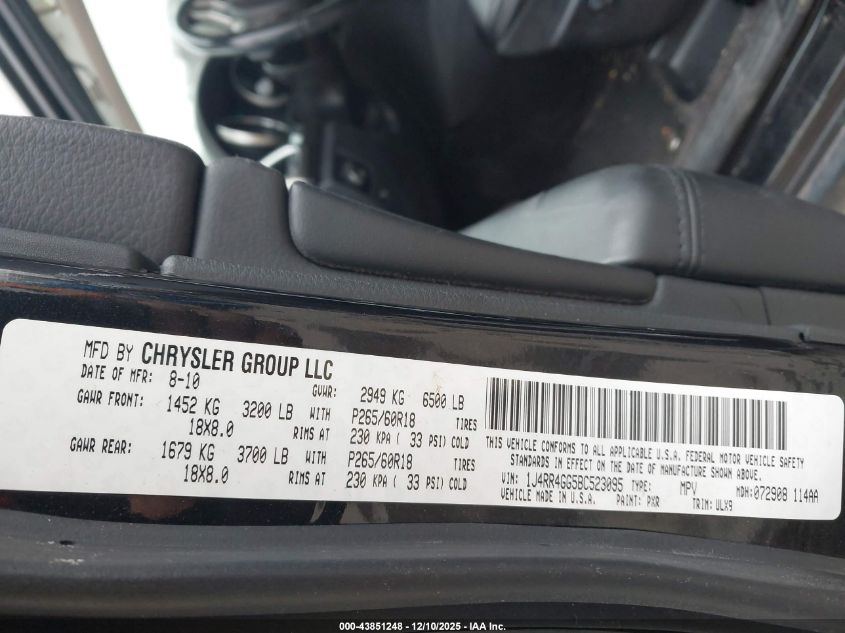 MFD BY CHRYSLER GROUP LLC
DATE OF MFR: 8-10 GVWR: 2949 KG 6500 LB
GAWR FRONT: 1452 KG 3200 LB WITH P265/60R18 TIRES
18X8.0 RIMS AT 230 KPA ( 33 PSI) COLD
GAWR REAR: 1679 KG 3700 LB WITH P265/60R18 TIRES
18X8.0 RIMS AT 230 KPA ( 33 PSI) COLD
THIS VEHICLE CONFORMS TO ALL APPLICABLE U.S.A. FEDERAL MOTOR VEHICLE SAFETY
STANDARDS IN EFFECT ON THE DATE OF MANUFACTURE SHOWN ABOVE.
VIN: 1J4RR4GG5BC523095 TYPE: MPV MDH:072908 114AA
VEHICLE MADE IN U.S.A. PAINT: PXR TRIM: ULX9
000-43851248 - 12/10/2025 - IAA Inc.